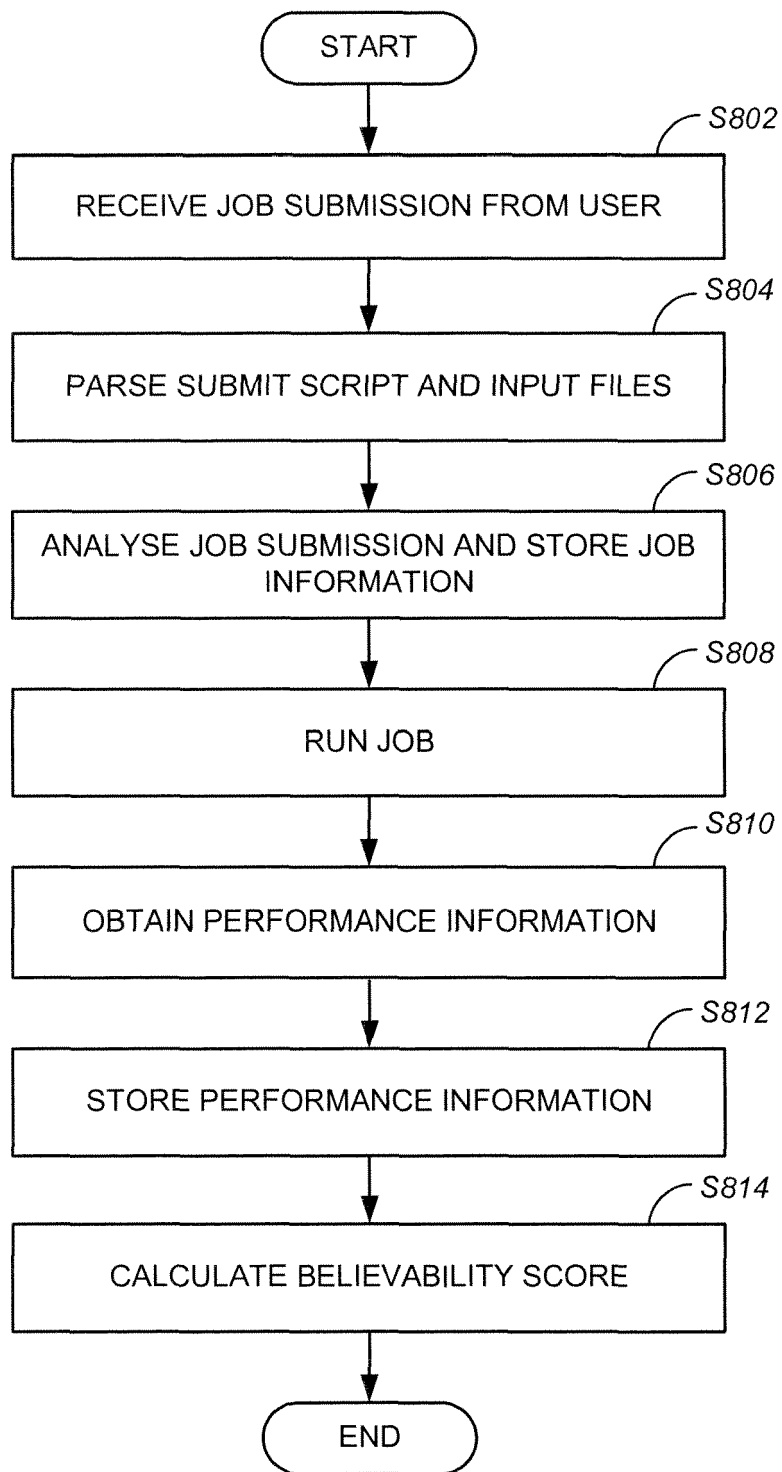 START
S802
RECEIVE JOB SUBMISSION FROM USER
S804
PARSE SUBMIT SCRIPT AND INPUT FILES
S806
ANALYSE JOB SUBMISSION AND STORE JOB
INFORMATION
S808
RUN JOB
S810
OBTAIN PERFORMANCE INFORMATION
S812
STORE PERFORMANCE INFORMATION
S814
CALCULATE BELIEVABILITY SCORE
END